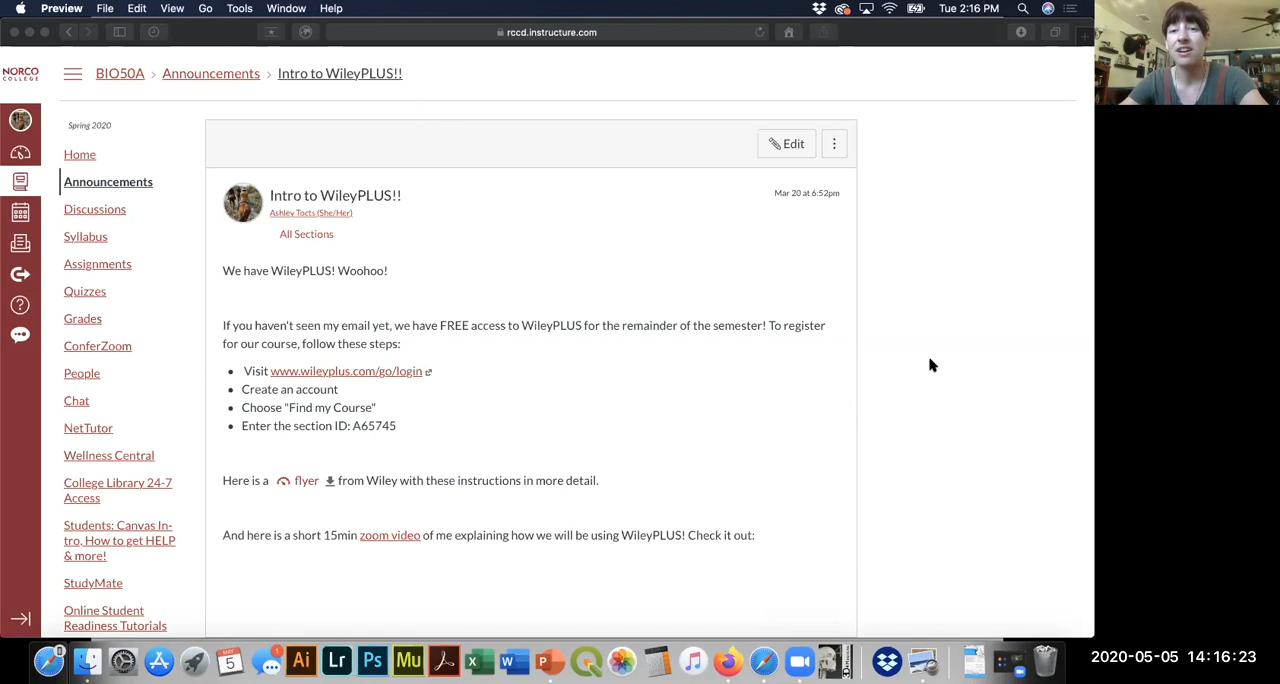 Preview File Edit View Go Tools Window Help
Tue 2:16 PM
rccd.instructure.com
NORCO
COLLEGE
BIO50A > Announcements > Intro to WileyPLUS!!
Spring 2020
Home
Announcements
Discussions
Syllabus
Assignments
Quizzes
Grades
ConferZoom
People
Chat
NetTutor
Wellness Central
College Library 24-7
Access
Students: Canvas In-
tro, How to get HELP
& more!
StudyMate
Online Student
Readiness Tutorials
Edit
Intro to WileyPLUS!!
Mar 20 at 6:52pm
Ashley Tocts (She/Her)
All Sections
We have WileyPLUS! Woohoo!
If you haven't seen my email yet, we have FREE access to WileyPLUS for the remainder of the semester! To register
for our course, follow these steps:
• Visit www.wileyplus.com/go/login
• Create an account
• Choose "Find my Course"
• Enter the section ID: A65745
Here is a flyer from Wiley with these instructions in more detail.
And here is a short 15min zoom video of me explaining how we will be using WileyPLUS! Check it out:
MAY
5
1
Ai Lr Ps Mu X W P
2020-05-05 14:16:23